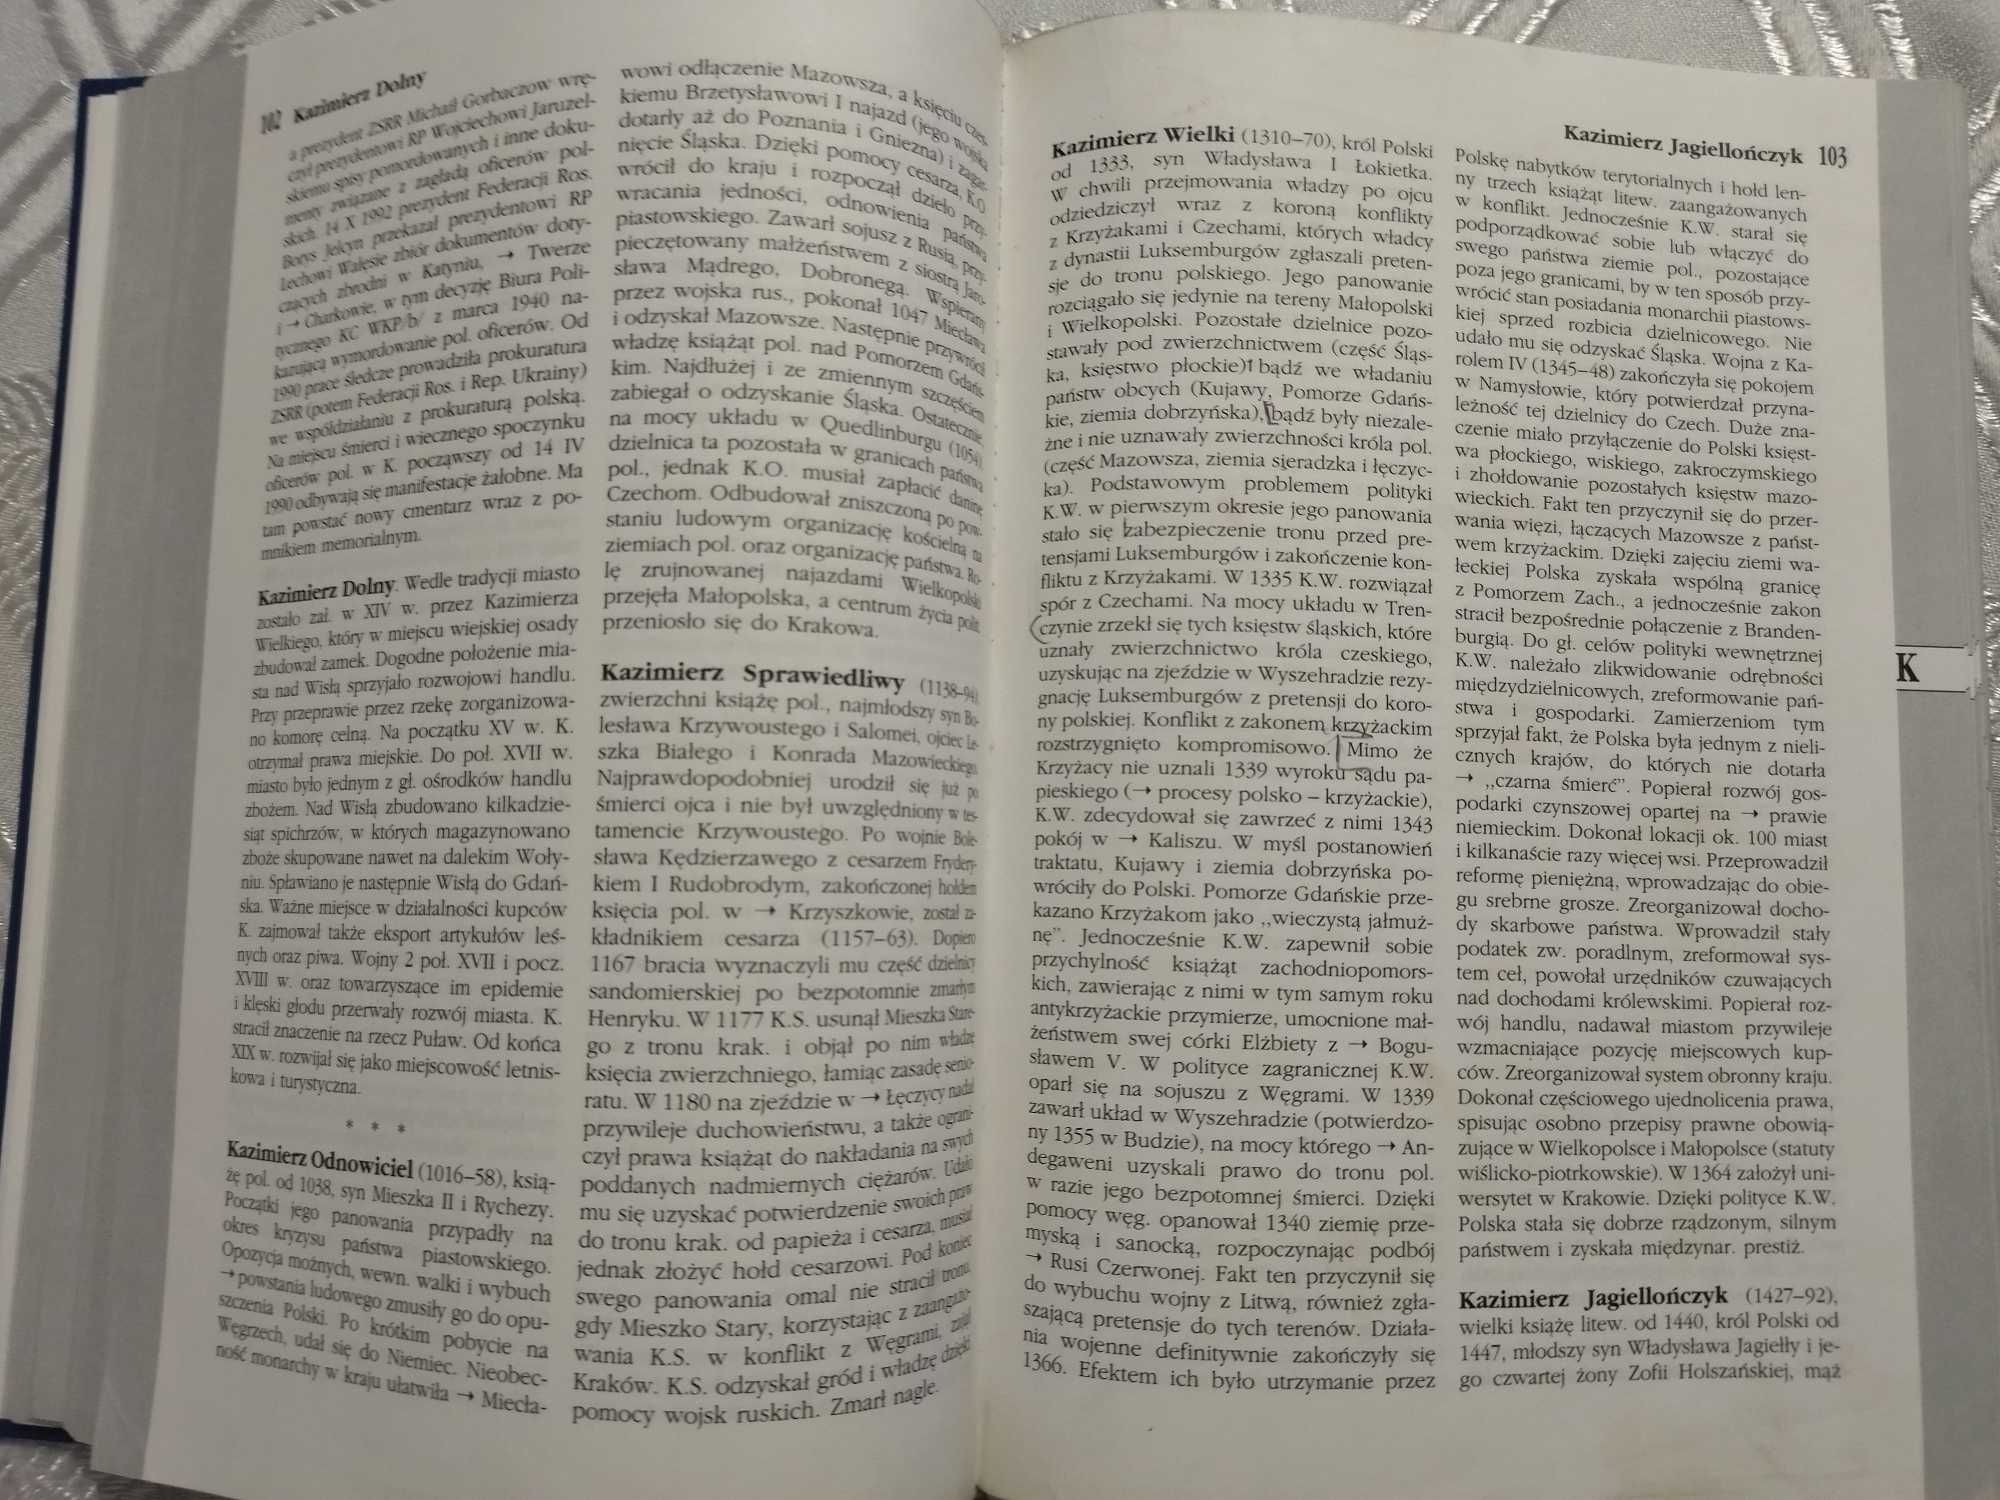 102 Kazimierz Dolny
a prezydent ZSRR Michaił Gorbaczow wrę-
czył prezydentowi RP Wojciechowi Jaruzel-
skiemu spisy pomordowanych i inne doku-
menty związane z zagładą oficerów pol-
skich. 14 X 1992 prezydent Federacji Ros.
Borys Jelcyn przekazał prezydentowi RP
Lechowi Wałęsie zbiór dokumentów doty-
czących zbrodni w Katyniu, → Twerze
i → Charkowie, w tym decyzję Biura Poli-
tycznego KC WKP/b/ z marca 1940 na-
kazującą wymordowanie pol. oficerów. Od
1990 prace śledcze prowadziła prokuratura
ZSRR (potem Federacji Ros. i Rep. Ukrainy)
we współdziałaniu z prokuraturą polską.
Na miejscu śmierci i wiecznego spoczynku
oficerów pol. w K. począwszy od 14 IV
1990 odbywają się manifestacje żałobne. Ma
tam powstać nowy cmentarz wraz z po-
mnikiem memorialnym.
Kazimierz Dolny. Wedle tradycji miasto
zostało zał. w XIV w. przez Kazimierza
Wielkiego, który w miejscu wiejskiej osady
zbudował zamek. Dogodne położenie mia-
sta nad Wisłą sprzyjało rozwojowi handlu.
Przy przeprawie przez rzekę zorganizowa-
no komorę celną. Na początku XV w. K.
otrzymał prawa miejskie. Do poł. XVII w.
miasto było jednym z gł. ośrodków handlu
zbożem. Nad Wisłą zbudowano kilkadzie-
siąt spichrzów, w których magazynowano
zboże skupowane nawet na dalekim Woły-
niu. Spławiano je następnie Wisłą do Gdań-
ska. Ważne miejsce w działalności kupców
K. zajmował także eksport artykułów leś-
nych oraz piwa. Wojny 2 poł. XVII i pocz.
XVIII w. oraz towarzyszące im epidemie
i klęski głodu przerwały rozwój miasta. K.
stracił znaczenie na rzecz Puław. Od końca
XIX w. rozwijał się jako miejscowość letnis-
kowa i turystyczna.
* * *
Kazimierz Odnowiciel (1016–58), ksią-
żę pol. od 1038, syn Mieszka II i Rychezy.
Początki jego panowania przypadły na
okres kryzysu państwa piastowskiego.
Opozycja możnych, wewn. walki i wybuch
→ powstania ludowego zmusiły go do opu-
szczenia Polski. Po krótkim pobycie na
Węgrzech, udał się do Niemiec. Nieobec-
ność monarchy w kraju ułatwiła → Miecła-
wowi odłączenie Mazowsza, a księciu czes-
kiemu Brzetysławowi I najazd (jego wojska
dotarły aż do Poznania i Gniezna) i zagar-
nięcie Śląska. Dzięki pomocy cesarza, K.O.
wrócił do kraju i rozpoczął dzieło przy-
wracania jedności, odnowienia państwa
piastowskiego. Zawarł sojusz z Rusią, przy-
pieczętowany małżeństwem z siostrą Jaro-
sława Mądrego, Dobronegą. Wspierany
przez wojska rus., pokonał 1047 Miecława
i odzyskał Mazowsze. Następnie przywrócił
władzę książąt pol. nad Pomorzem Gdańs-
kim. Najdłużej i ze zmiennym szczęściem
zabiegał o odzyskanie Śląska. Ostatecznie,
na mocy układu w Quedlinburgu (1054)
dzielnica ta pozostała w granicach państwa
pol., jednak K.O. musiał zapłacić daninę
Czechom. Odbudował zniszczoną po pow-
staniu ludowym organizację kościelną na
ziemiach pol. oraz organizację państwa. Ro-
lę zrujnowanej najazdami Wielkopolski
przejęła Małopolska, a centrum życia polit.
przeniosło się do Krakowa.
Kazimierz Sprawiedliwy (1138–94)
zwierzchni książę pol., najmłodszy syn Bo-
lesława Krzywoustego i Salomei, ojciec Le-
szka Białego i Konrada Mazowieckiego.
Najprawdopodobniej urodził się już po
śmierci ojca i nie był uwzględniony w tes-
tamencie Krzywoustego. Po wojnie Bole-
sława Kędzierzawego z cesarzem Fryder-
kiem I Rudobrodym, zakończonej hołdem
księcia pol. w → Krzyszkowie, został za-
kładnikiem cesarza (1157–63). Dopiero
1167 bracia wyznaczyli mu część dzielnicy
sandomierskiej po bezpotomnie zmarłym
Henryku. W 1177 K.S. usunął Mieszka Stare-
go z tronu krak. i objął po nim władzę
księcia zwierzchniego, łamiąc zasadę senio-
ratu. W 1180 na zjeździe w → Łęczycy nadał
przywileje duchowieństwu, a także ograni-
czył prawa książąt do nakładania na swych
poddanych nadmiernych ciężarów. Udało
mu się uzyskać potwierdzenie swoich praw
do tronu krak. od papieża i cesarza, musiał
jednak złożyć hołd cesarzowi. Pod koniec
swego panowania omal nie stracił tronu,
gdy Mieszko Stary, korzystając z zaangażo-
wania K.S. w konflikt z Węgrami, zajął
Kraków. K.S. odzyskał gród i władzę dzięki
pomocy wojsk ruskich. Zmarł nagle.
Kazimierz Jagiellończyk 103
Kazimierz Wielki (1310–70), król Polski
od 1333, syn Władysława I Łokietka.
W chwili przejmowania władzy po ojcu
odziedziczył wraz z koroną konflikty
z Krzyżakami i Czechami, których władcy
z dynastii Luksemburgów zgłaszali preten-
sje do tronu polskiego. Jego panowanie
rozciągało się jedynie na tereny Małopolski
i Wielkopolski. Pozostałe dzielnice pozo-
stawały pod zwierzchnictwem (część Śląs-
ka, księstwo płockie) bądź we władaniu
państw obcych (Kujawy, Pomorze Gdańs-
kie, ziemia dobrzyńska), bądź były niezale-
żne i nie uznawały zwierzchności króla pol.
(część Mazowsza, ziemia sieradzka i łęczyc-
ka). Podstawowym problemem polityki
K.W. w pierwszym okresie jego panowania
stało się zabezpieczenie tronu przed pre-
tensjami Luksemburgów i zakończenie kon-
fliktu z Krzyżakami. W 1335 K.W. rozwiązał
spór z Czechami. Na mocy układu w Tren-
czynie zrzekł się tych księstw śląskich, które
uznały zwierzchnictwo króla czeskiego,
uzyskując na zjeździe w Wyszehradzie rezy-
gnację Luksemburgów z pretensji do koro-
ny polskiej. Konflikt z zakonem krzyżackim
rozstrzygnięto kompromisowo. Mimo że
Krzyżacy nie uznali 1339 wyroku sądu pa-
pieskiego (→ procesy polsko – krzyżackie),
K.W. zdecydował się zawrzeć z nimi 1343
pokój w → Kaliszu. W myśl postanowień
traktatu, Kujawy i ziemia dobrzyńska po-
wróciły do Polski. Pomorze Gdańskie prze-
kazano Krzyżakom jako ,,wieczystą jałmuż-
nę”. Jednocześnie K.W. zapewnił sobie
przychylność książąt zachodniopomors-
kich, zawierając z nimi w tym samym roku
antykrzyżackie przymierze, umocnione mał-
żeństwem swej córki Elżbiety z → Bogu-
sławem V. W polityce zagranicznej K.W.
oparł się na sojuszu z Węgrami. W 1339
zawarł układ w Wyszehradzie (potwierdzo-
ny 1355 w Budzie), na mocy którego → An-
degaweni uzyskali prawo do tronu pol.
w razie jego bezpotomnej śmierci. Dzięki
pomocy węg. opanował 1340 ziemię prze-
myską i sanocką, rozpoczynając podbój
→ Rusi Czerwonej. Fakt ten przyczynił się
do wybuchu wojny z Litwą, również zgła-
szającą pretensje do tych terenów. Działa-
nia wojenne definitywnie zakończyły się
1366. Efektem ich było utrzymanie przez
Polskę nabytków terytorialnych i hołd len-
ny trzech książąt litew. zaangażowanych
w konflikt. Jednocześnie K.W. starał się
podporządkować sobie lub włączyć do
swego państwa ziemie pol., pozostające
poza jego granicami, by w ten sposób przy-
wrócić stan posiadania monarchii piastows-
kiej sprzed rozbicia dzielnicowego. Nie
udało mu się odzyskać Śląska. Wojna z Ka-
rolem IV (1345–48) zakończyła się pokojem
w Namysłowie, który potwierdzał przyna-
leżność tej dzielnicy do Czech. Duże zna-
czenie miało przyłączenie do Polski księst-
wa płockiego, wiskiego, zakroczymskiego
i zhołdowanie pozostałych księstw mazo-
wieckich. Fakt ten przyczynił się do przer-
wania więzi, łączących Mazowsze z państ-
wem krzyżackim. Dzięki zajęciu ziemi wa-
łeckiej Polska zyskała wspólną granicę
z Pomorzem Zach., a jednocześnie zakon
stracił bezpośrednie połączenie z Branden-
burgią. Do gł. celów polityki wewnętrznej
K.W. należało zlikwidowanie odrębności
międzydzielnicowych, zreformowanie pań-
stwa i gospodarki. Zamierzeniom tym
sprzyjał fakt, że Polska była jednym z nieli-
cznych krajów, do których nie dotarła
→ ,,czarna śmierć”. Popierał rozwój gos-
podarki czynszowej opartej na → prawie
niemieckim. Dokonał lokacji ok. 100 miast
i kilkanaście razy więcej wsi. Przeprowadził
reformę pieniężną, wprowadzając do obie-
gu srebrne grosze. Zreorganizował docho-
dy skarbowe państwa. Wprowadził stały
podatek zw. poradlnym, zreformował sys-
tem ceł, powołał urzędników czuwających
nad dochodami królewskimi. Popierał roz-
wój handlu, nadawał miastom przywileje
wzmacniające pozycję miejscowych kup-
ców. Zreorganizował system obronny kraju.
Dokonał częściowego ujednolicenia prawa,
spisując osobno przepisy prawne obowią-
zujące w Wielkopolsce i Małopolsce (statuty
wiślicko-piotrkowskie). W 1364 założył uni-
wersytet w Krakowie. Dzięki polityce K.W.
Polska stała się dobrze rządzonym, silnym
państwem i zyskała międzynar. prestiż.
Kazimierz Jagiellończyk (1427–92),
wielki książę litew. od 1440, król Polski od
1447, młodszy syn Władysława Jagiełły i je-
go czwartej żony Zofii Holszańskiej, mąż
K